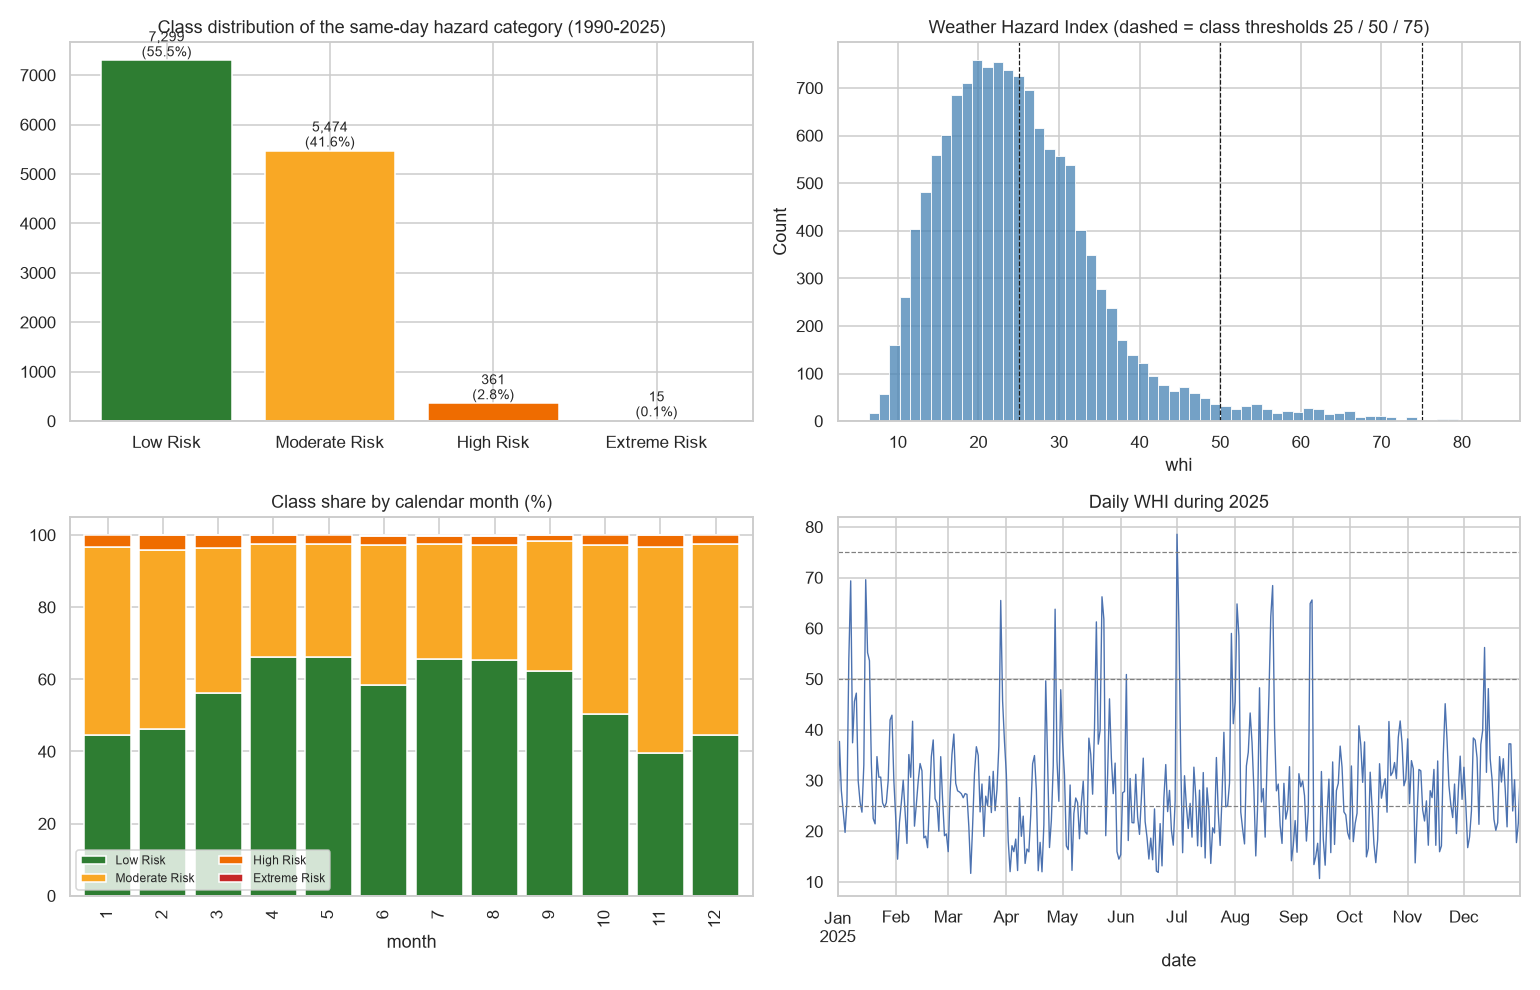 Class distribution of the same-day hazard category (1990-2025)
7,299
(55.5%)
5,474
(41.6%)
361
(2.8%)
15
(0.1%)
7000
6000
5000
4000
3000
2000
1000
0
Low Risk Moderate Risk High Risk Extreme Risk
Weather Hazard Index (dashed = class thresholds 25 / 50 / 75)
Count
700
600
500
400
300
200
100
0
10 20 30 40 50 60 70 80
whi
Class share by calendar month (%)
100
80
60
40
20
0
Low Risk High Risk
Moderate Risk Extreme Risk
1 2 3 4 5 6 7 8 9 10 11 12
month
Daily WHI during 2025
80
70
60
50
40
30
20
10
Jan Feb Mar Apr May Jun Jul Aug Sep Oct Nov Dec
2025
date